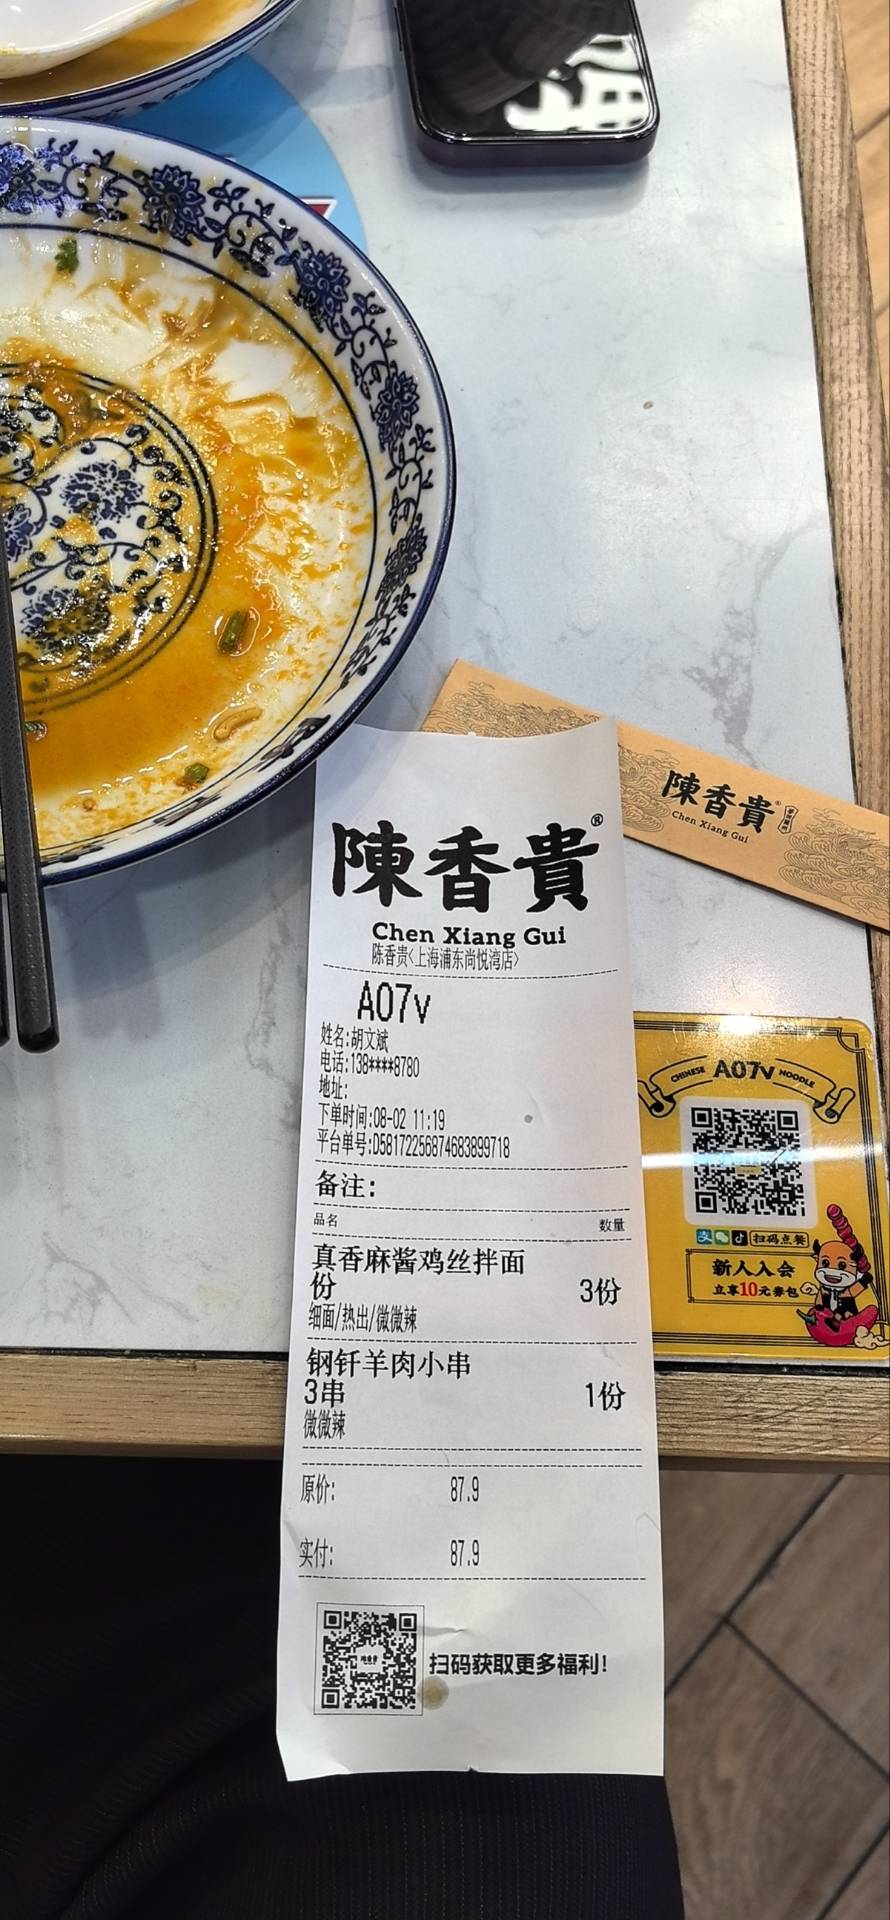 陳香貴®
Chen Xiang Gui
陈香贵<上海浦东尚悦湾店>
A07v
姓名:胡文斌
电话:138****8780
地址:
下单时间:08-02 11:19
平台单号:D58172256874683899718
备注:
品名 数量
真香麻酱鸡丝拌面
份 3份
细面/热出/微微辣
钢钎羊肉小串
3串 1份
微微辣
原价: 87.9
实付: 87.9
扫码获取更多福利!
陳香貴®
Chen Xiang Gui
CHINESE A07v NOODLE
扫码点餐
新人入会
立享10元券包